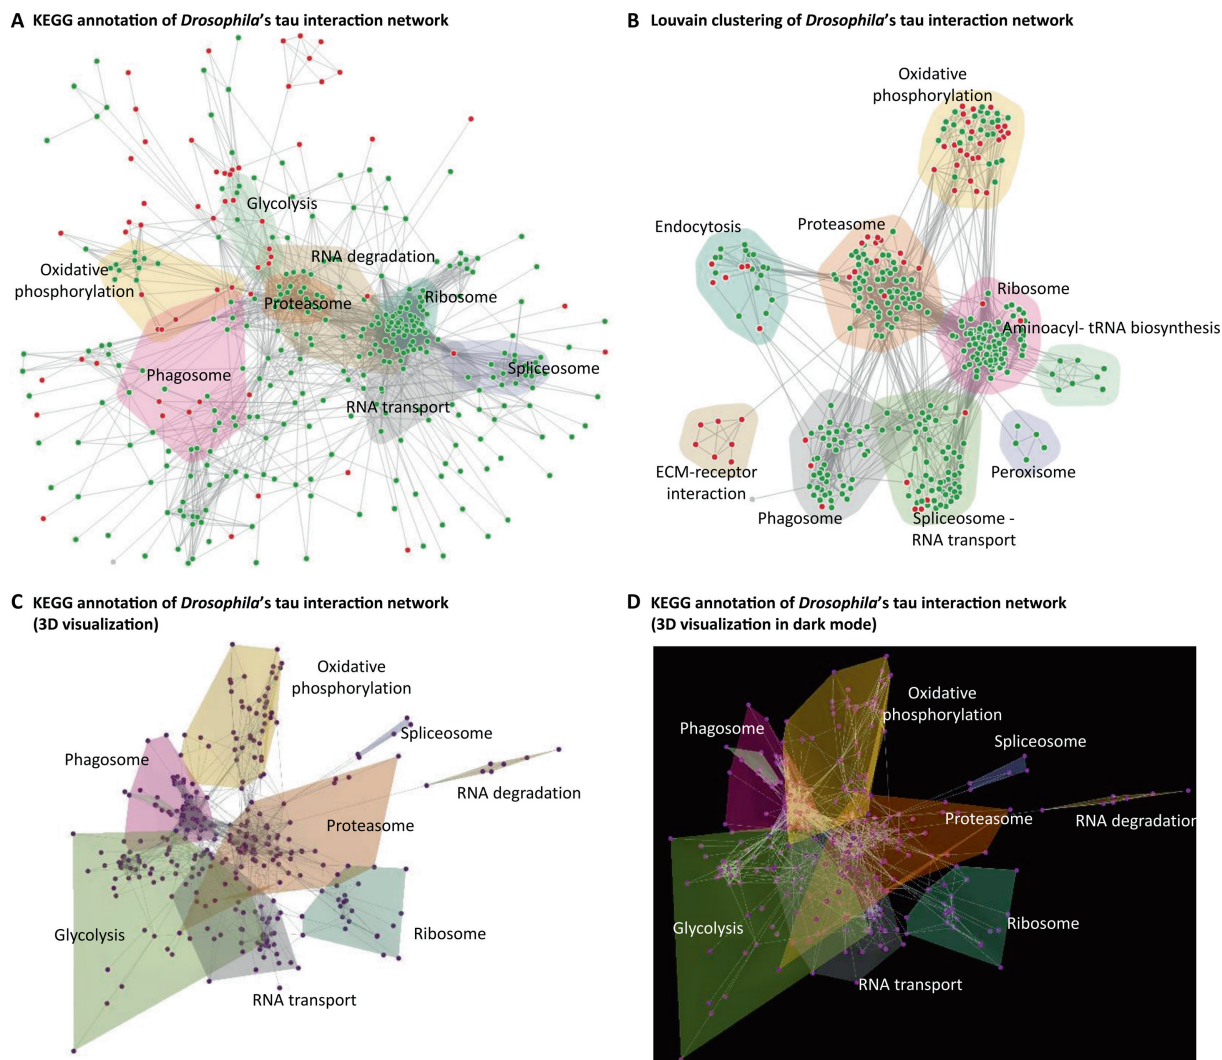 A KEGG annotation of Drosophila's tau interaction network
Glycolysis
RNA degradation
Oxidative
phosphorylation
Proteasome
Ribosome
Phagosome
Spliceosome
RNA transport
B Louvain clustering of Drosophila's tau interaction network
Oxidative
phosphorylation
Endocytosis
Proteasome
Ribosome
Aminoacyl- tRNA biosynthesis
ECM-receptor
interaction
Peroxisome
Phagosome
Spliceosome -
RNA transport
C KEGG annotation of Drosophila's tau interaction network
(3D visualization)
Oxidative
phosphorylation
Spliceosome
Phagosome
RNA degradation
Proteasome
Glycolysis
Ribosome
RNA transport
D KEGG annotation of Drosophila's tau interaction network
(3D visualization in dark mode)
Oxidative
phosphorylation
Phagosome
Spliceosome
Proteasome
RNA degradation
Glycolysis
Ribosome
RNA transport